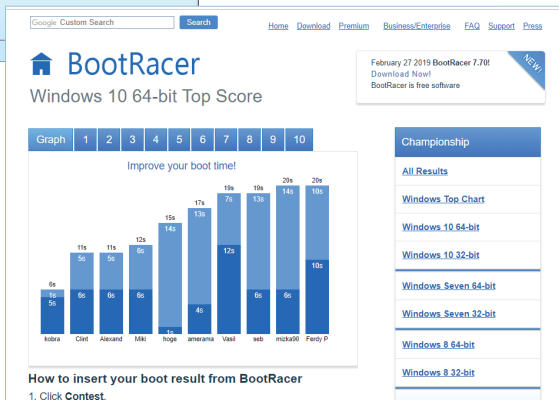 Google Custom Search
Search
Home Download Premium Business/Enterprise FAQ Support Press
BootRacer
Windows 10 64-bit Top Score
February 27 2019 BootRacer 7.70!
Download Now!
BootRacer is free software
NEW!
Graph 1 2 3 4 5 6 7 8 9 10
Improve your boot time!
6s 11s 11s 12s 15s 17s 19s 19s 20s 20s
1s 5s 5s 6s 14s 13s 7s 13s 14s 10s
5s 6s 6s 6s 1s 4s 12s 6s 6s 10s
kobra Clint Alexand Miki hoge amerania Vasil seb mizka90 Ferdy P
Championship
All Results
Windows Top Chart
Windows 10 64-bit
Windows 10 32-bit
Windows Seven 64-bit
Windows Seven 32-bit
Windows 8 64-bit
Windows 8 32-bit
How to insert your boot result from BootRacer
1. Click Contest.